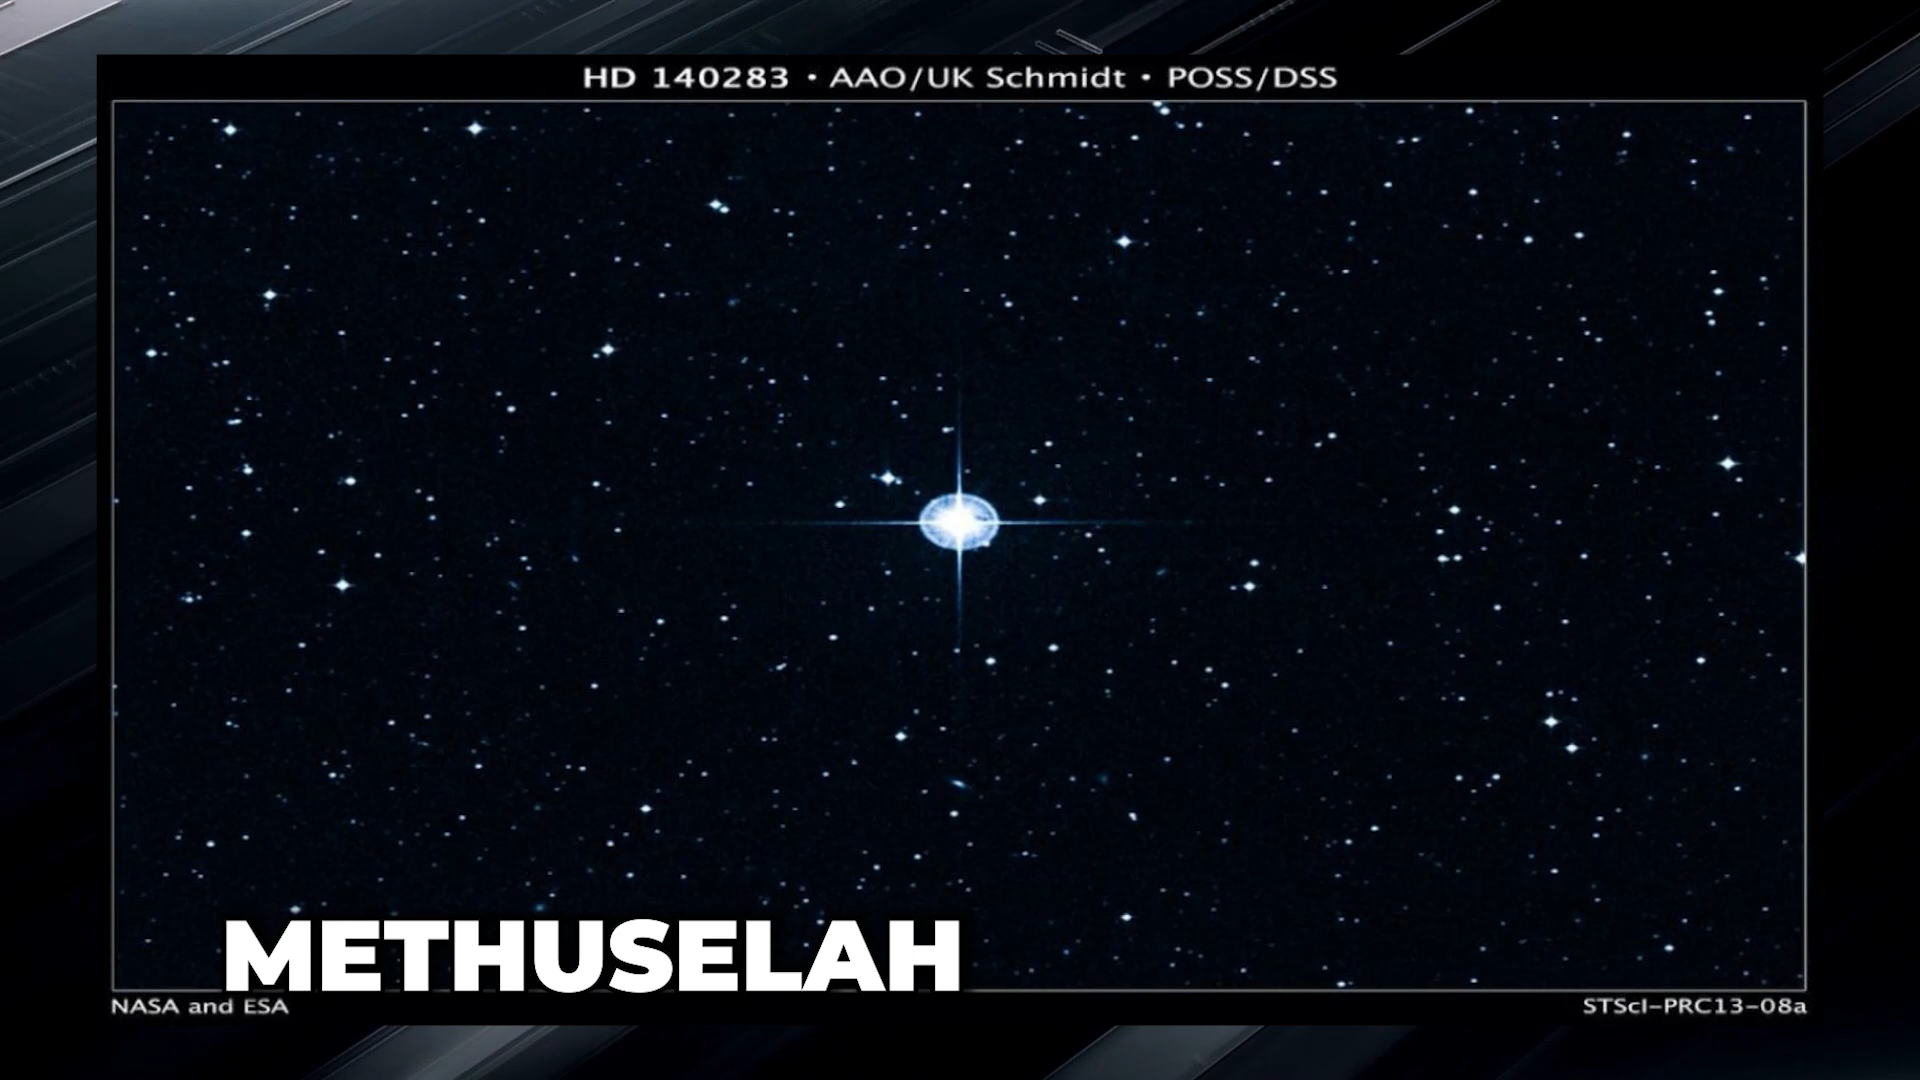 HD 140283 • AAO/UK Schmidt • POSS/DSS
METHUSELAH
NASA and ESA
STScI-PRC13-08a